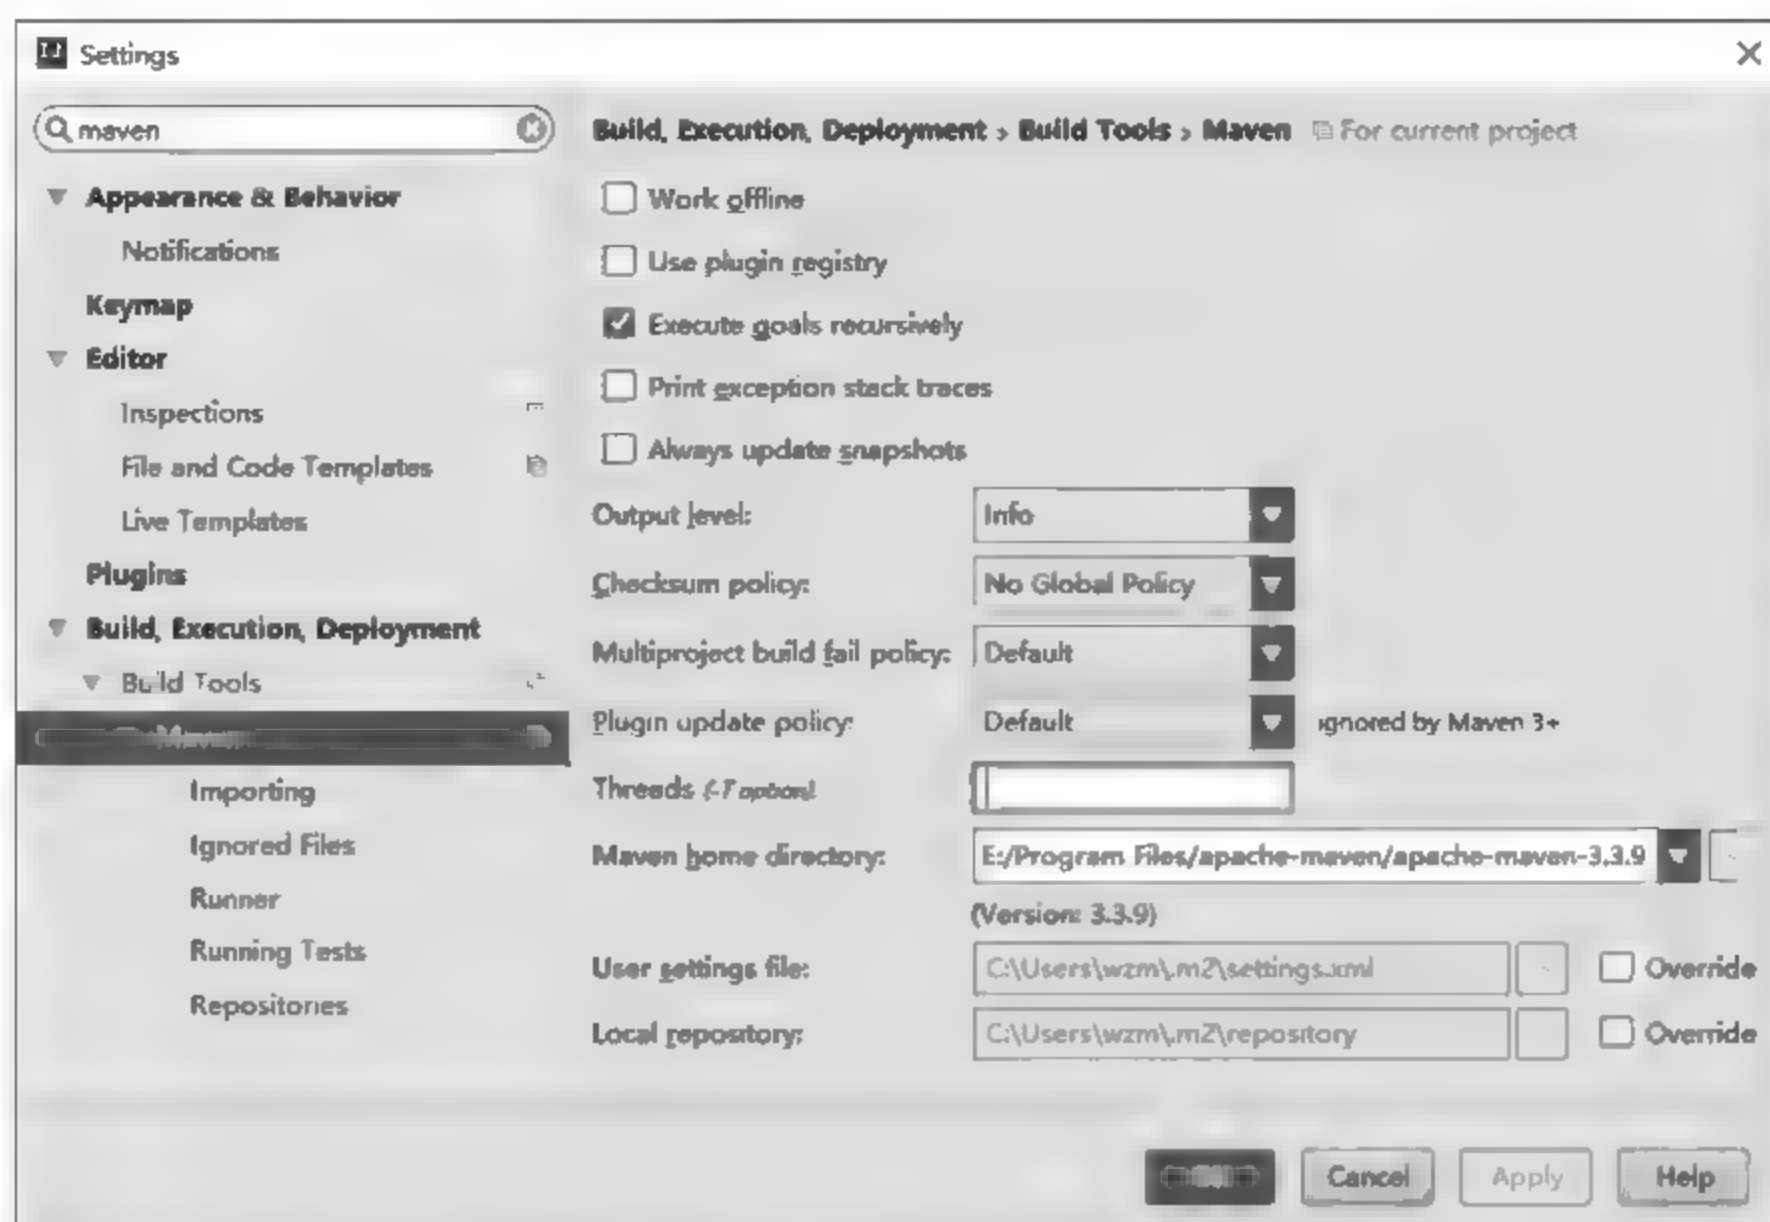 Settings
maven
Appearance & Behavior
Notifications
Keymap
Editor
Inspections
File and Code Templates
Live Templates
Plugins
Build, Execution, Deployment
Build Tools
Importing
Ignored Files
Runner
Running Tests
Repositories
Build, Execution, Deployment › Build Tools › Maven For current project
Work offline
Use plugin registry
Execute goals recursively
Print exception stack traces
Always update snapshots
Output level: Info
Checksum policy: No Global Policy
Multiproject build fail policy: Default
Plugin update policy: Default ignored by Maven 3+
Threads (-T option)
Maven home directory: E:/Program Files/apache-maven/apache-maven-3.3.9
(Version: 3.3.9)
User settings file: C:\Users\wzm\.m2\settings.xml Override
Local repository: C:\Users\wzm\.m2\repository Override
Cancel Apply Help